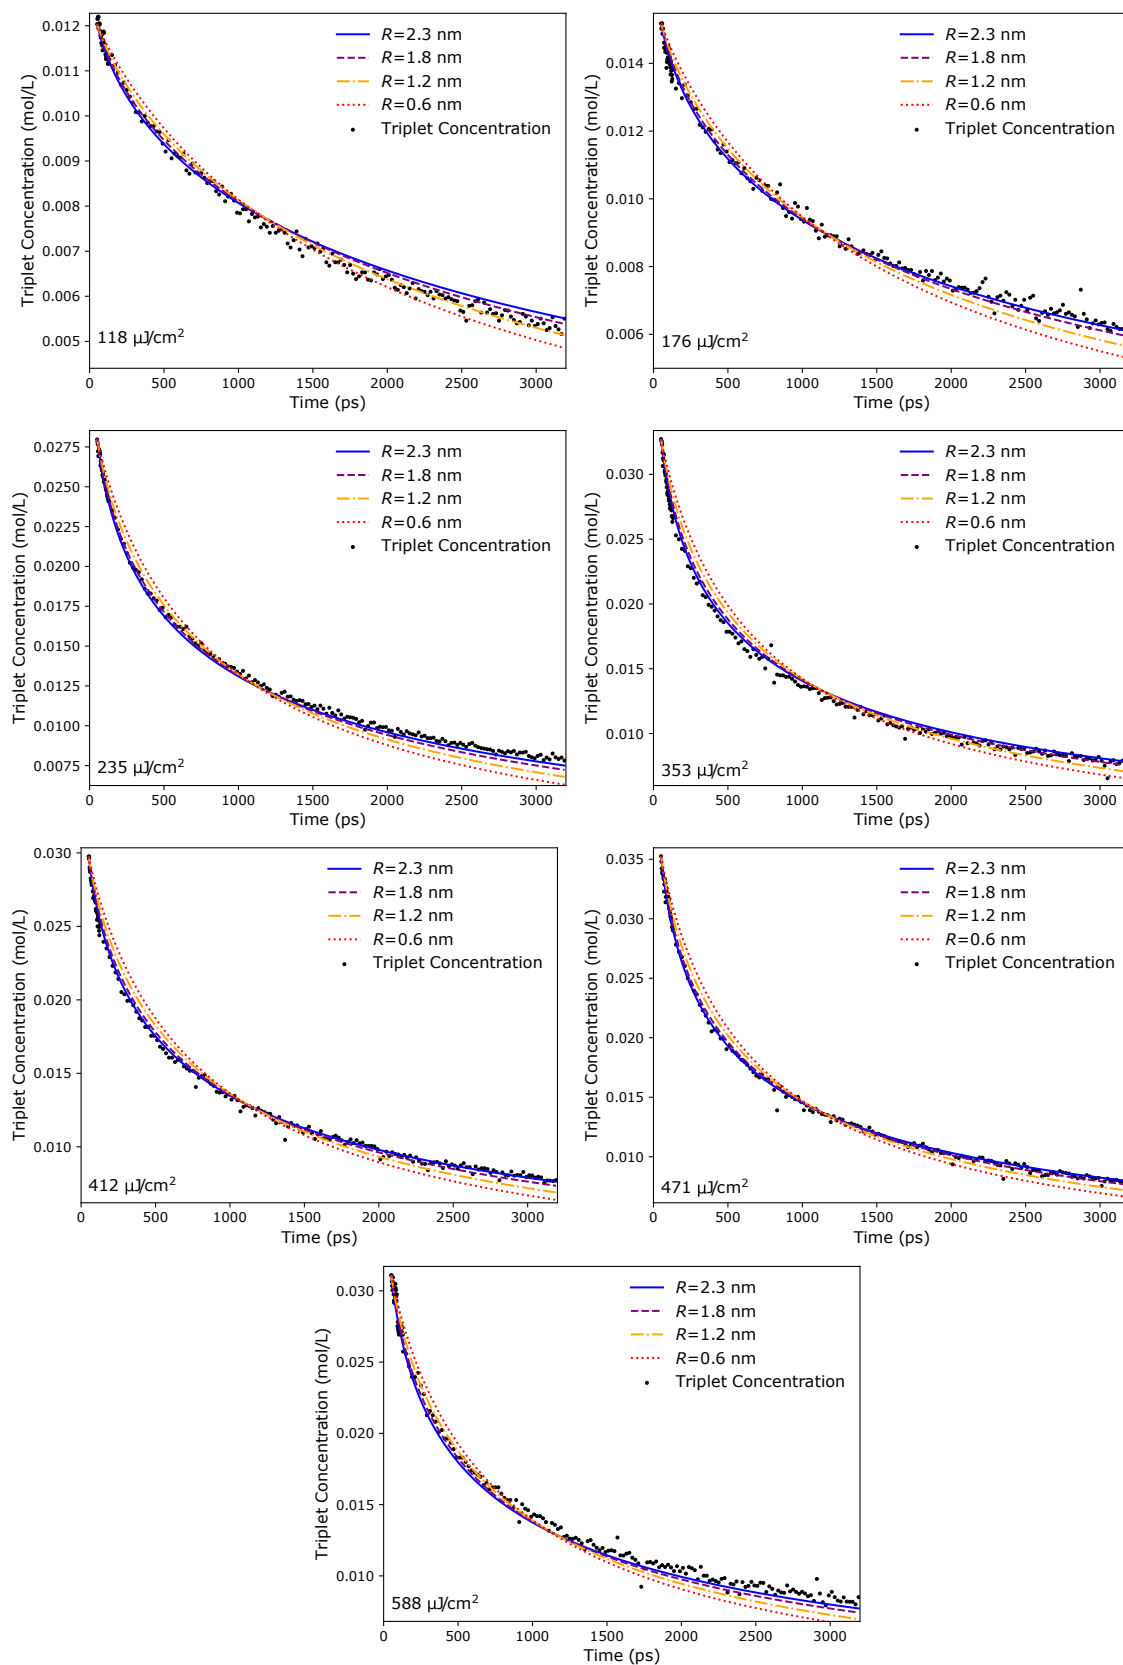 0.012
0.011
0.010
0.009
0.008
0.007
0.006
0.005
Triplet Concentration (mol/L)
R=2.3 nm
R=1.8 nm
R=1.2 nm
R=0.6 nm
Triplet Concentration
118 μJ/cm²
0 500 1000 1500 2000 2500 3000
Time (ps)
0.014
0.012
0.010
0.008
0.006
Triplet Concentration (mol/L)
R=2.3 nm
R=1.8 nm
R=1.2 nm
R=0.6 nm
Triplet Concentration
176 μJ/cm²
0 500 1000 1500 2000 2500 3000
Time (ps)
0.0275
0.0250
0.0225
0.0200
0.0175
0.0150
0.0125
0.0100
0.0075
Triplet Concentration (mol/L)
R=2.3 nm
R=1.8 nm
R=1.2 nm
R=0.6 nm
Triplet Concentration
235 μJ/cm²
0 500 1000 1500 2000 2500 3000
Time (ps)
0.030
0.025
0.020
0.015
0.010
Triplet Concentration (mol/L)
R=2.3 nm
R=1.8 nm
R=1.2 nm
R=0.6 nm
Triplet Concentration
353 μJ/cm²
0 500 1000 1500 2000 2500 3000
Time (ps)
0.030
0.025
0.020
0.015
0.010
Triplet Concentration (mol/L)
R=2.3 nm
R=1.8 nm
R=1.2 nm
R=0.6 nm
Triplet Concentration
412 μJ/cm²
0 500 1000 1500 2000 2500 3000
Time (ps)
0.035
0.030
0.025
0.020
0.015
0.010
Triplet Concentration (mol/L)
R=2.3 nm
R=1.8 nm
R=1.2 nm
R=0.6 nm
Triplet Concentration
471 μJ/cm²
0 500 1000 1500 2000 2500 3000
Time (ps)
0.030
0.025
0.020
0.015
0.010
Triplet Concentration (mol/L)
R=2.3 nm
R=1.8 nm
R=1.2 nm
R=0.6 nm
Triplet Concentration
588 μJ/cm²
0 500 1000 1500 2000 2500 3000
Time (ps)